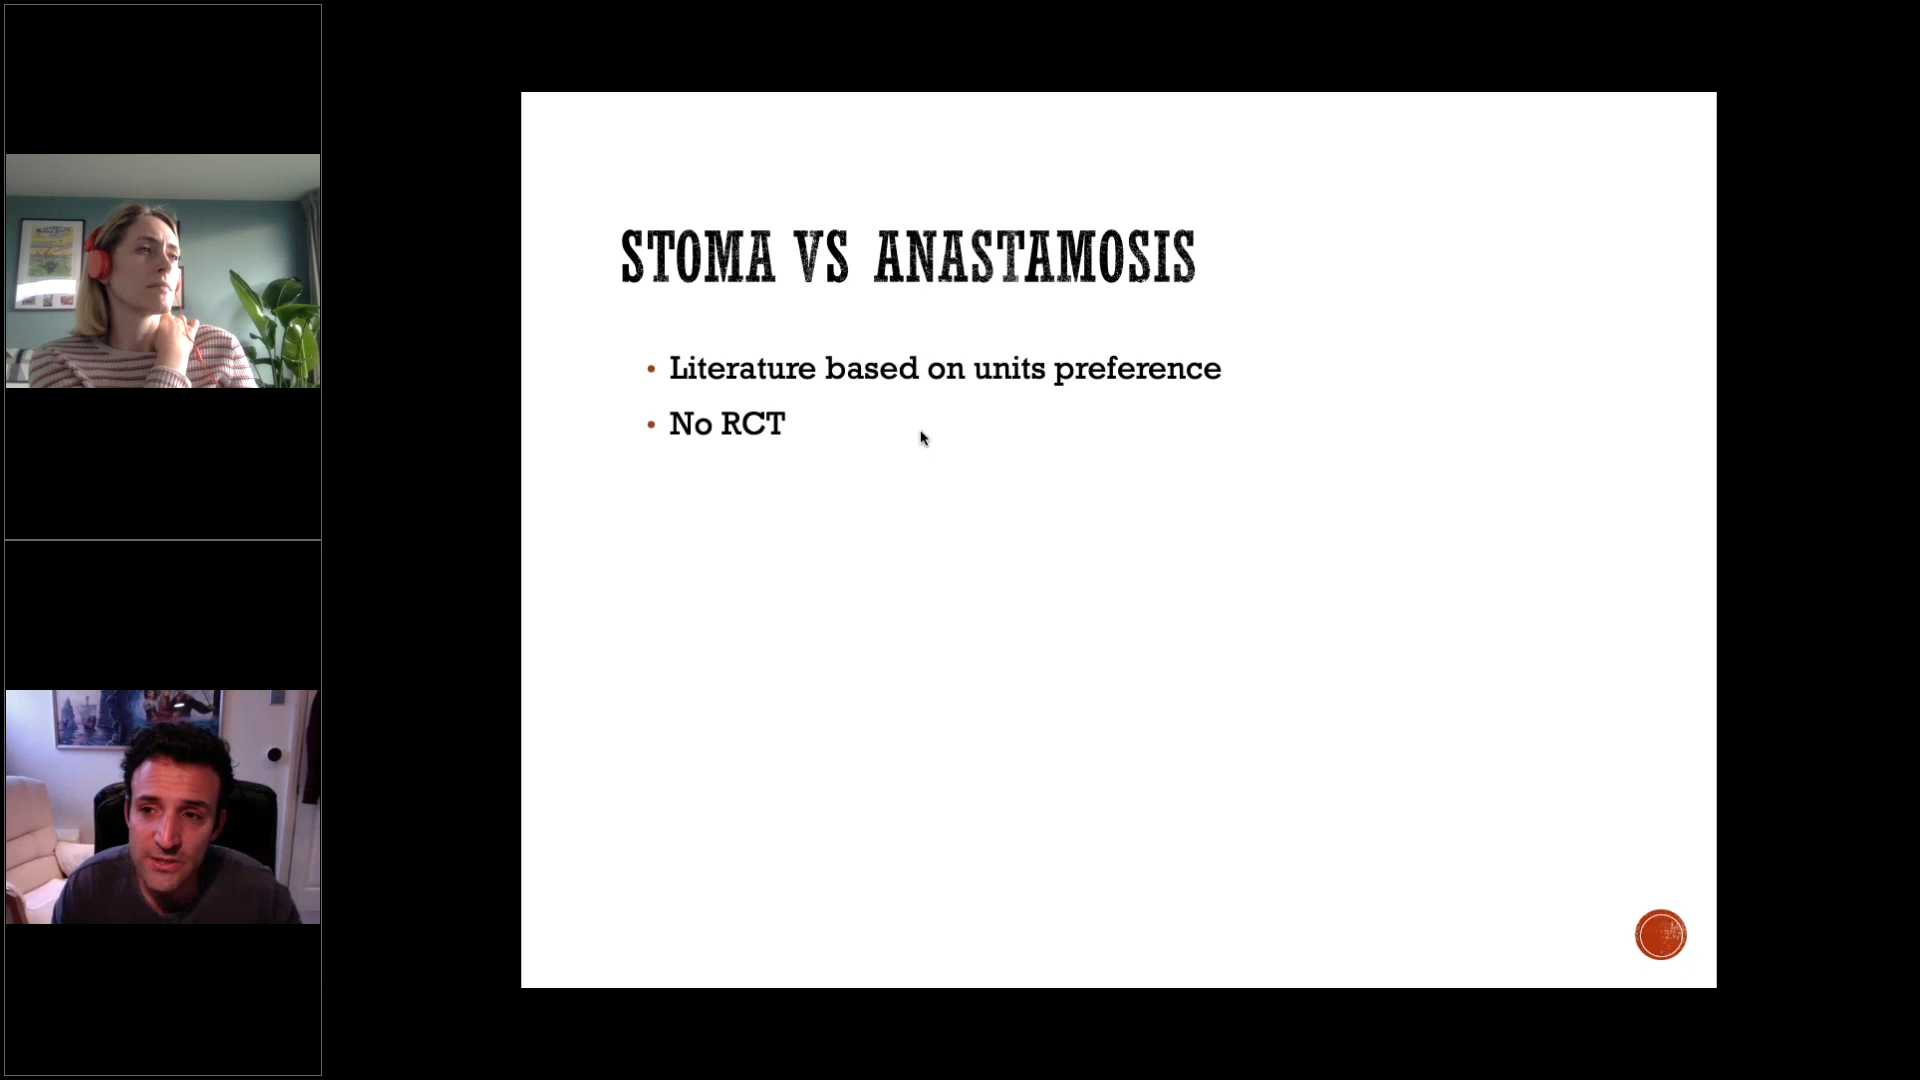 STOMA VS ANASTAMOSIS
• Literature based on units preference
• No RCT